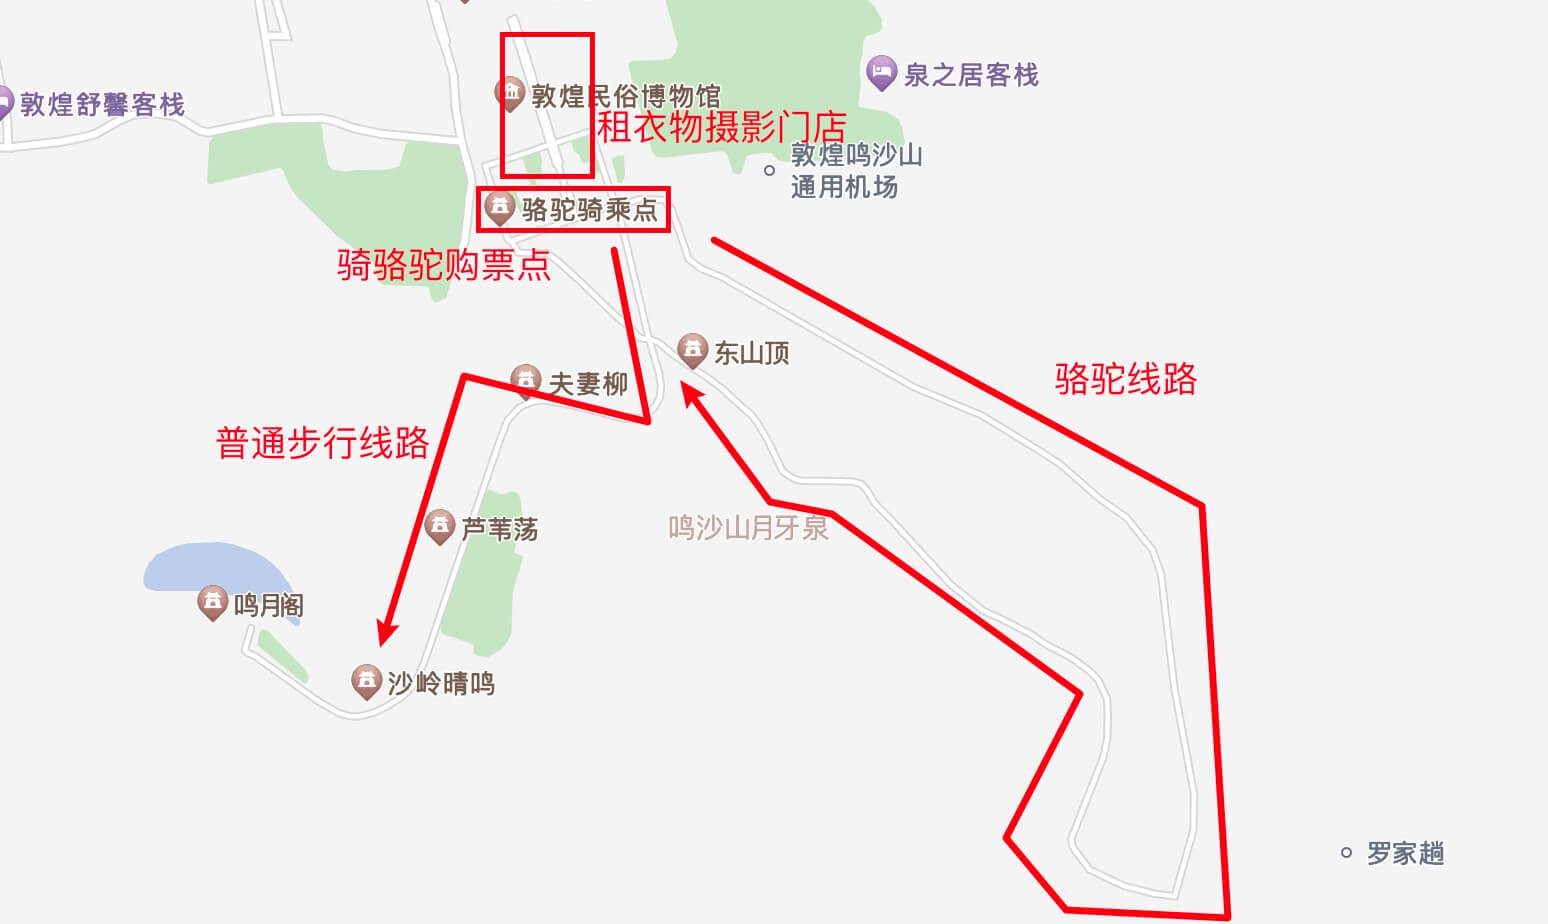 敦煌舒馨客栈
敦煌民俗博物馆
泉之居客栈
租衣物摄影门店
敦煌鸣沙山
通用机场
骆驼骑乘点
骑骆驼购票点
东山顶
夫妻柳
骆驼线路
普通步行线路
芦苇荡
鸣沙山月牙泉
鸣月阁
沙岭晴鸣
罗家趟